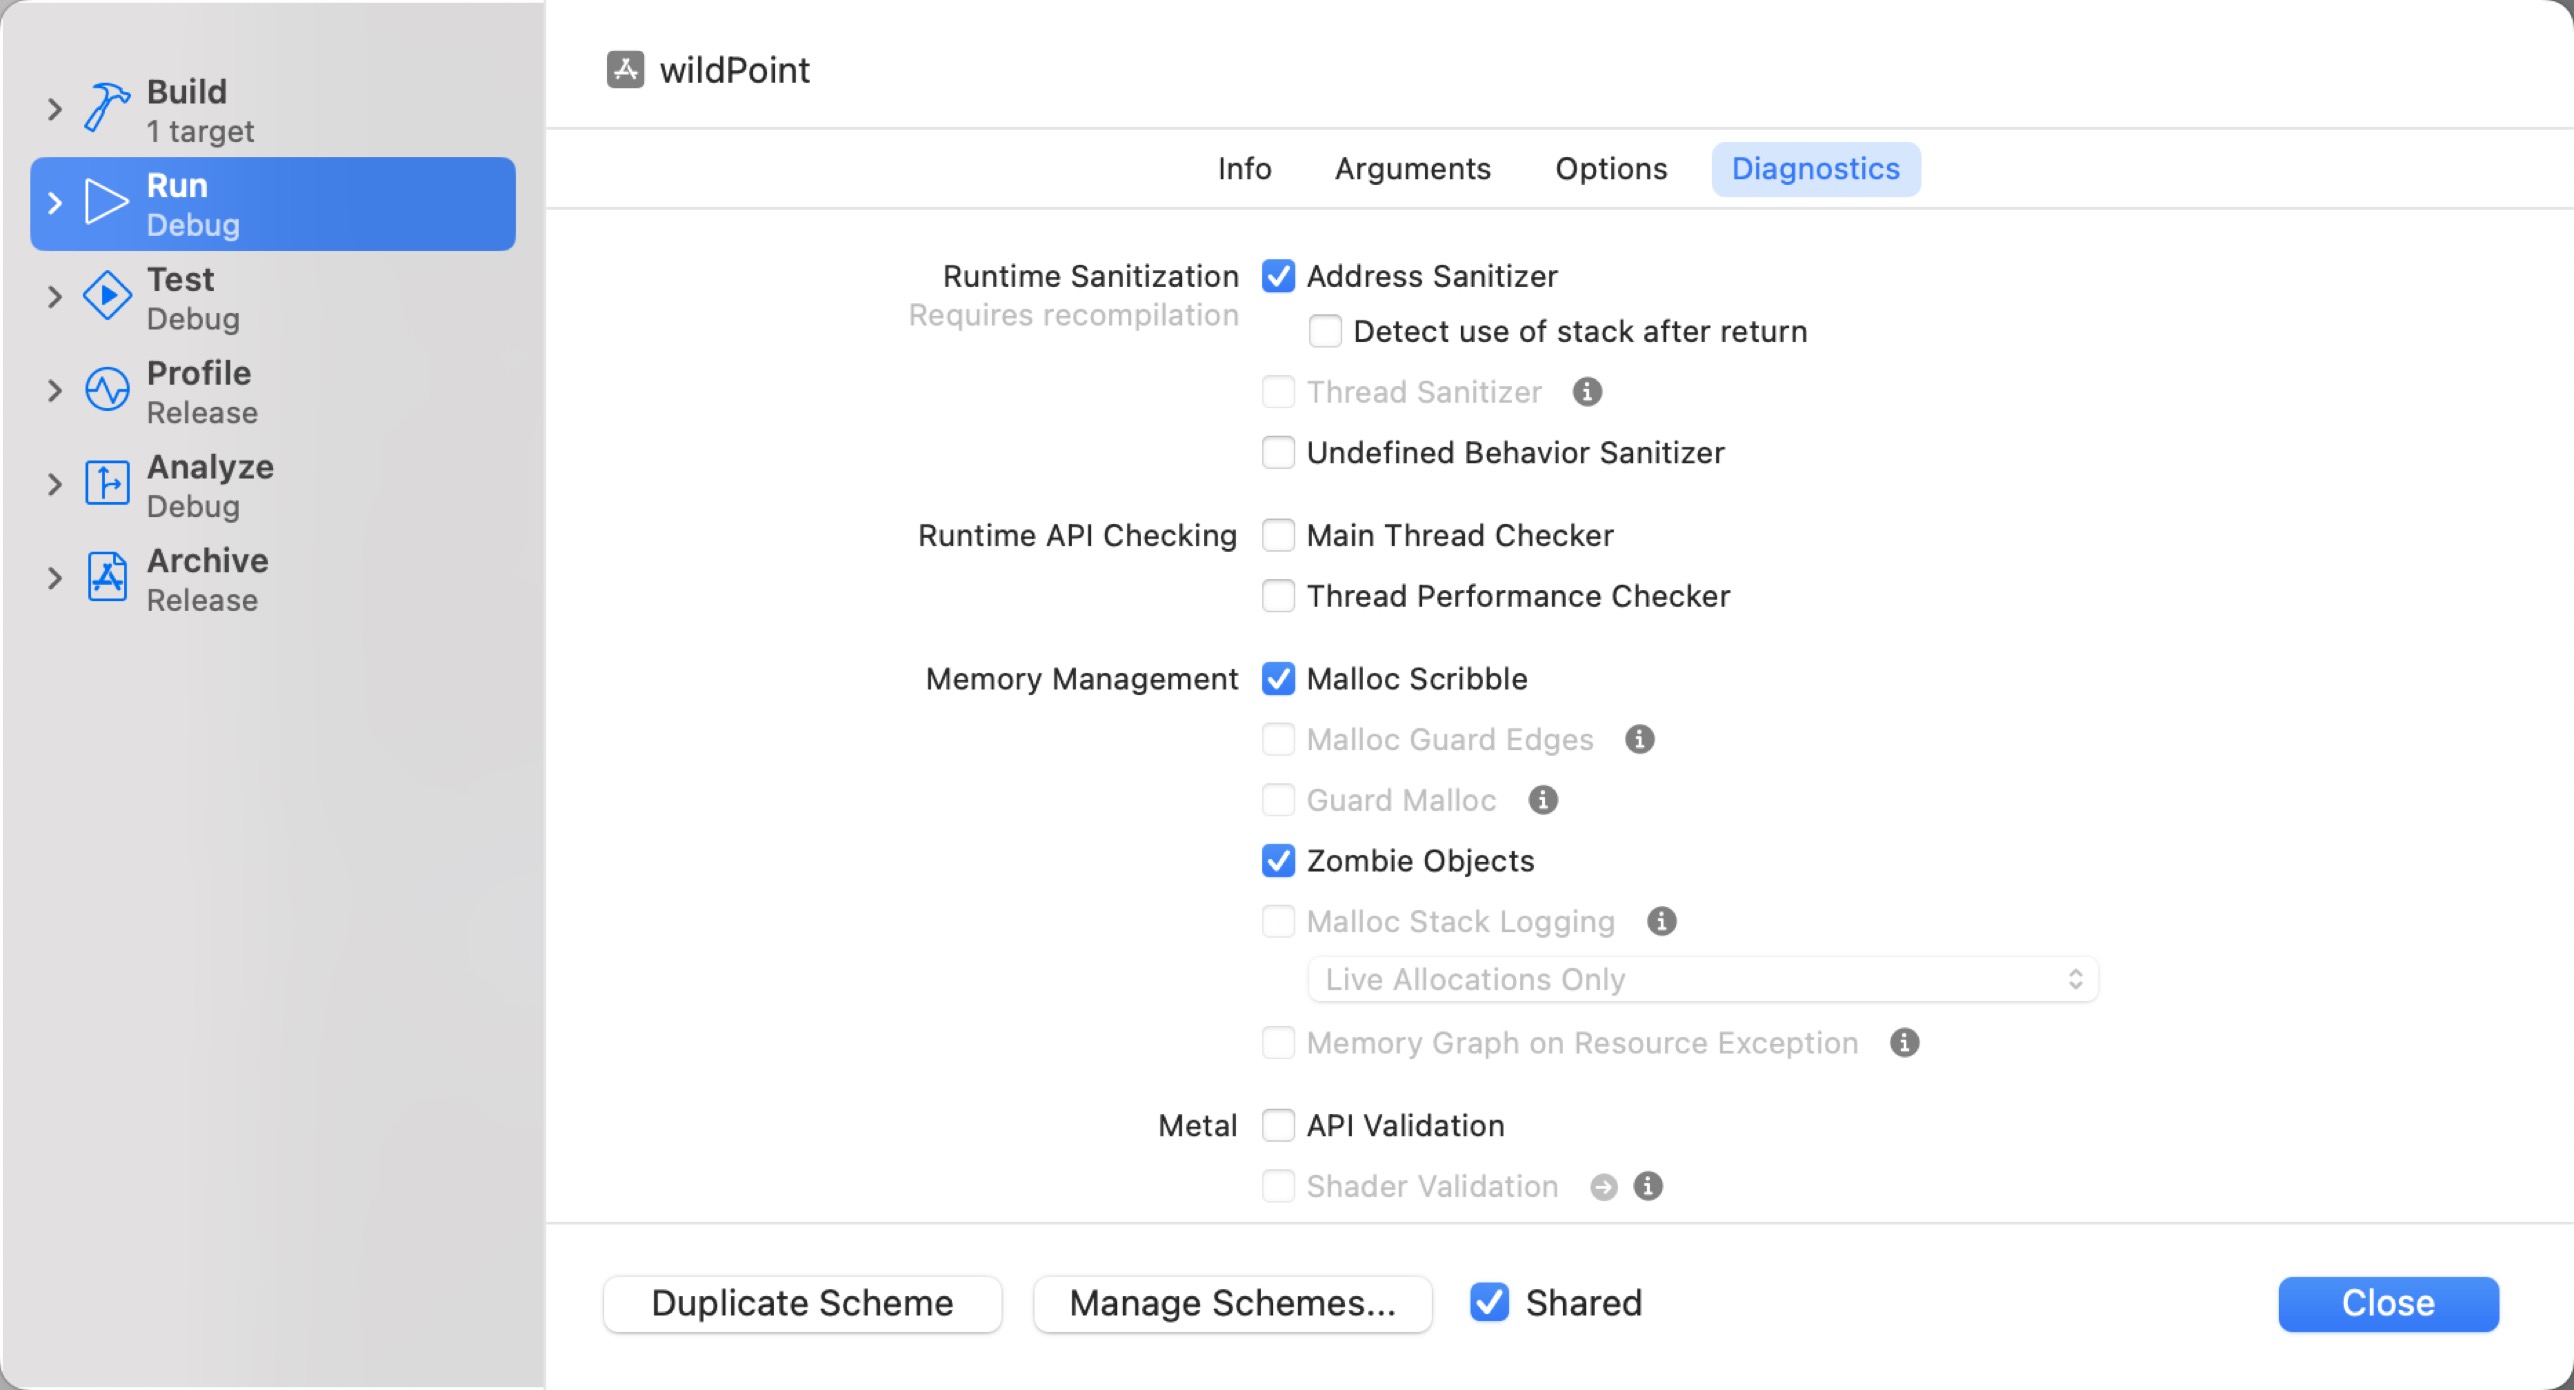 Build
1 target
Run
Debug
Test
Debug
Profile
Release
Analyze
Debug
Archive
Release
wildPoint
Info Arguments Options Diagnostics
Runtime Sanitization Address Sanitizer
Requires recompilation
Detect use of stack after return
Thread Sanitizer
Undefined Behavior Sanitizer
Runtime API Checking Main Thread Checker
Thread Performance Checker
Memory Management Malloc Scribble
Malloc Guard Edges
Guard Malloc
Zombie Objects
Malloc Stack Logging
Live Allocations Only
Memory Graph on Resource Exception
Metal API Validation
Shader Validation
Duplicate Scheme Manage Schemes... Shared Close